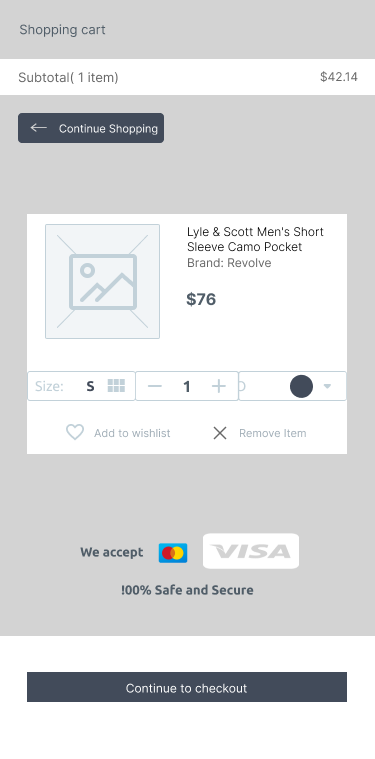 Shopping cart
Subtotal( 1 item)
$42.14
Continue Shopping
Lyle & Scott Men's Short
Sleeve Camo Pocket
Brand: Revolve
$76
Size: S
1
Add to wishlist
Remove Item
We accept VISA
!00% Safe and Secure
Continue to checkout